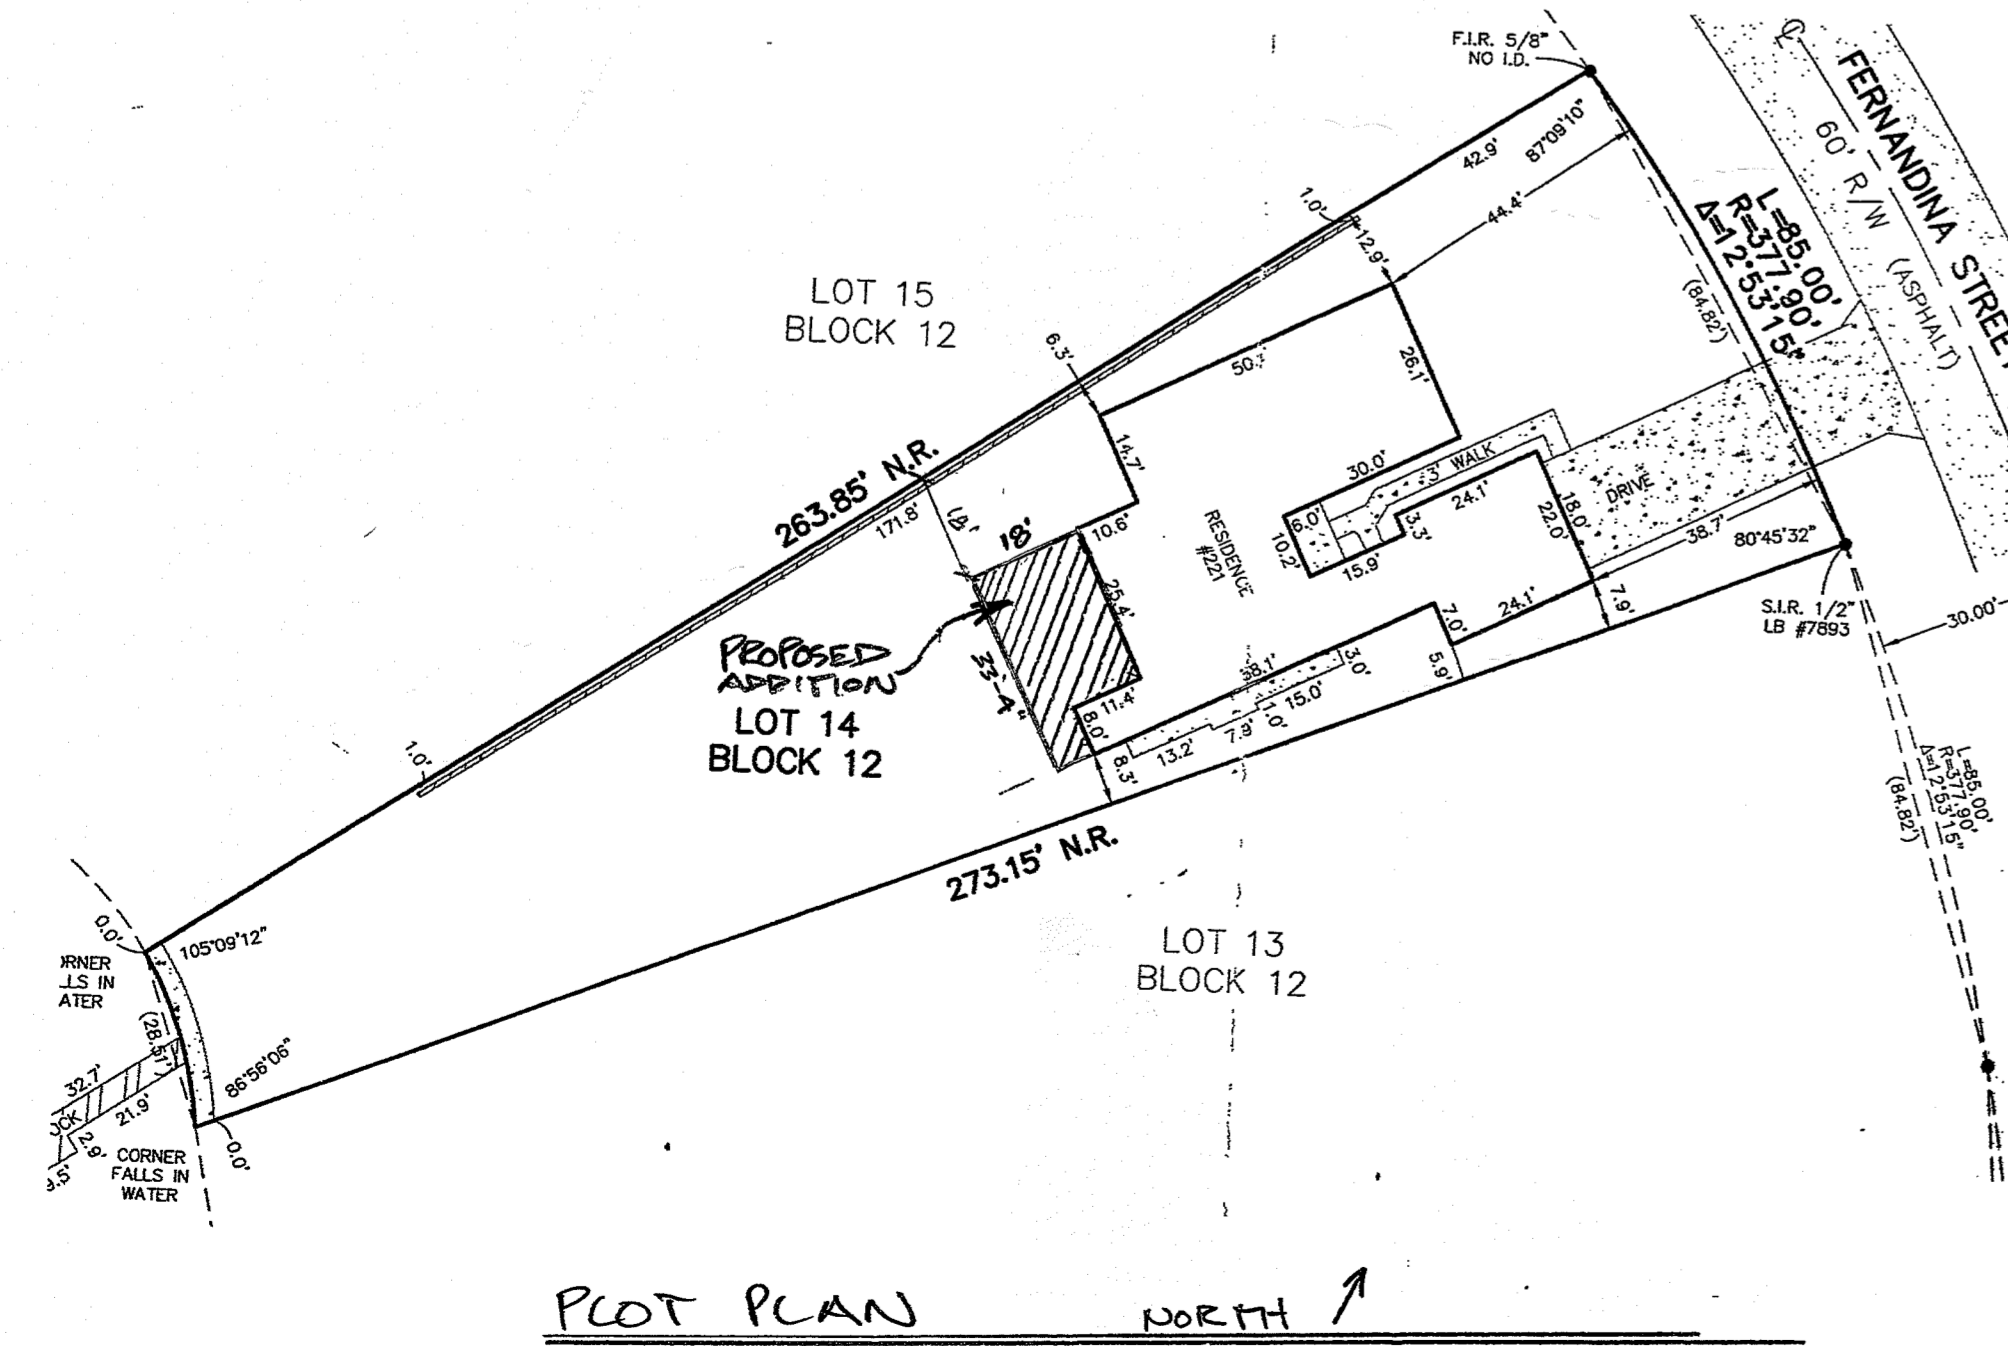 F.I.R. 5/8"
NO I.D.
℄
FERNANDINA STREET
60' R/W
(ASPHALT)
42.9'
87°09'10"
44.4'
1.0'
12.9'
L=85.00'
R=377.90'
Δ=12°53'15"
(84.82')
LOT 15
BLOCK 12
6.3'
26.1'
14.7'
263.85' N.R.
171.8'
18'
18'
10.6'
RESIDENCE
#221
30.0'
3' WALK
24.1'
6.0'
3.3'
10.2'
15.9'
18.0'
22.0'
DRIVE
38.7'
80°45'32"
25.4'
33'-4"
PROPOSED
ADDITION
LOT 14
BLOCK 12
11.4'
8.0'
8.3'
38.1'
3.0'
15.0'
1.0'
7.9'
13.2'
7.0'
5.9'
24.1'
7.9'
S.I.R. 1/2"
LB #7893
30.00'
L=85.00'
R=377.90'
Δ=12°53'15"
(84.82')
1.0'
273.15' N.R.
LOT 13
BLOCK 12
0.0'
105°09'12"
RNER
LS IN
ATER
(28.51')
86°56'06"
32.7'
OCK
21.9'
2.9'
9.5'
0.0'
CORNER
FALLS IN
WATER
PLOT PLAN
NORTH